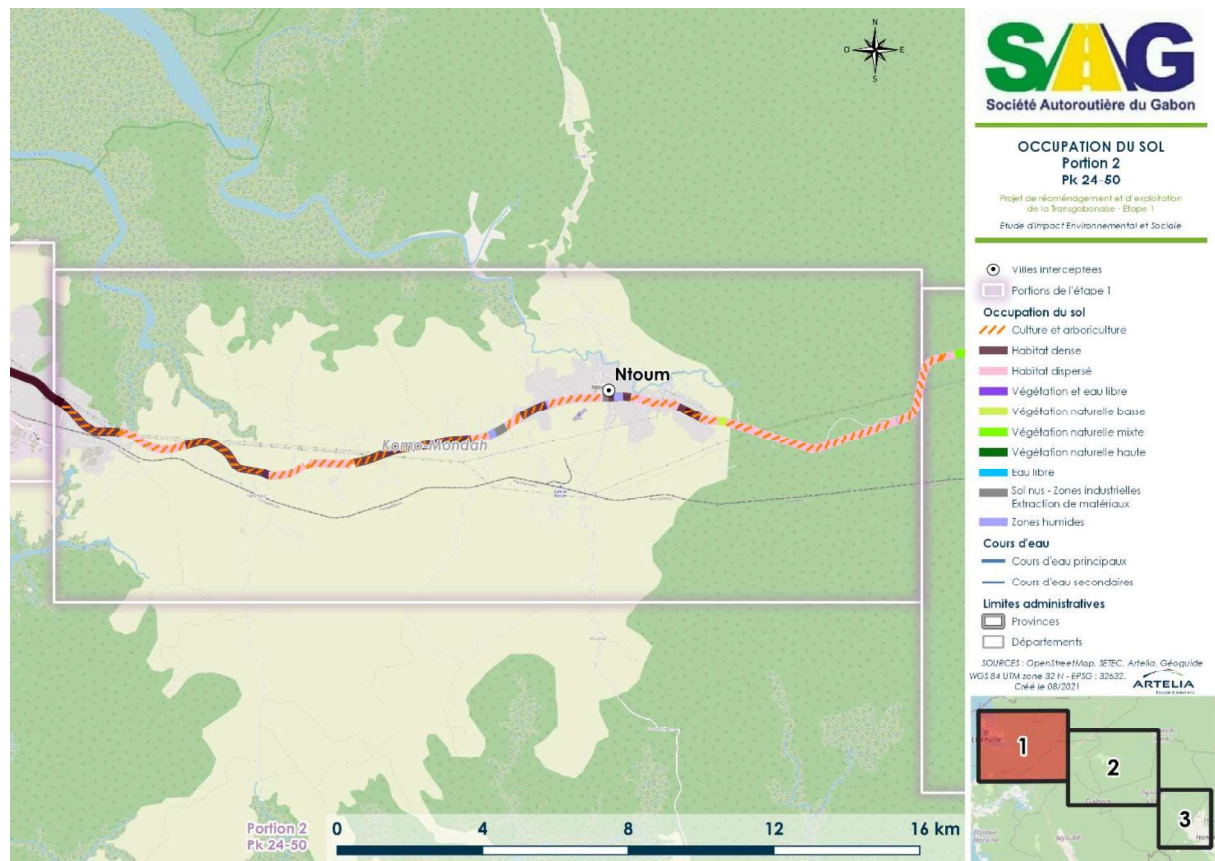 N
O
E
S
Ntoum
Komo-Mondah
Portion 2
Pk 24-50
0
4
8
12
16 km
SAG
Société Autoroutière du Gabon
OCCUPATION DU SOL
Portion 2
Pk 24-50
Projet de réaménagement et d'exploitation
de la Transgabonaise - Etape 1
Etude d'Impact Environnemental et Sociale
Villes interceptées
Portions de l'étape 1
Occupation du sol
Culture et arboriculture
Habitat dense
Habitat dispersé
Végétation et eau libre
Végétation naturelle basse
Végétation naturelle mixte
Végétation naturelle haute
Eau libre
Sol nus - Zones industrielles
Extraction de matériaux
Zones humides
Cours d'eau
Cours d'eau principaux
Cours d'eau secondaires
Limites administratives
Provinces
Départements
SOURCES : OpenStreetMap, SETEC, Artelia, Géoguide
WGS 84 UTM zone 32 N - EPSG : 32632,
Créé le 08/2021
ARTELIA
1
2
3